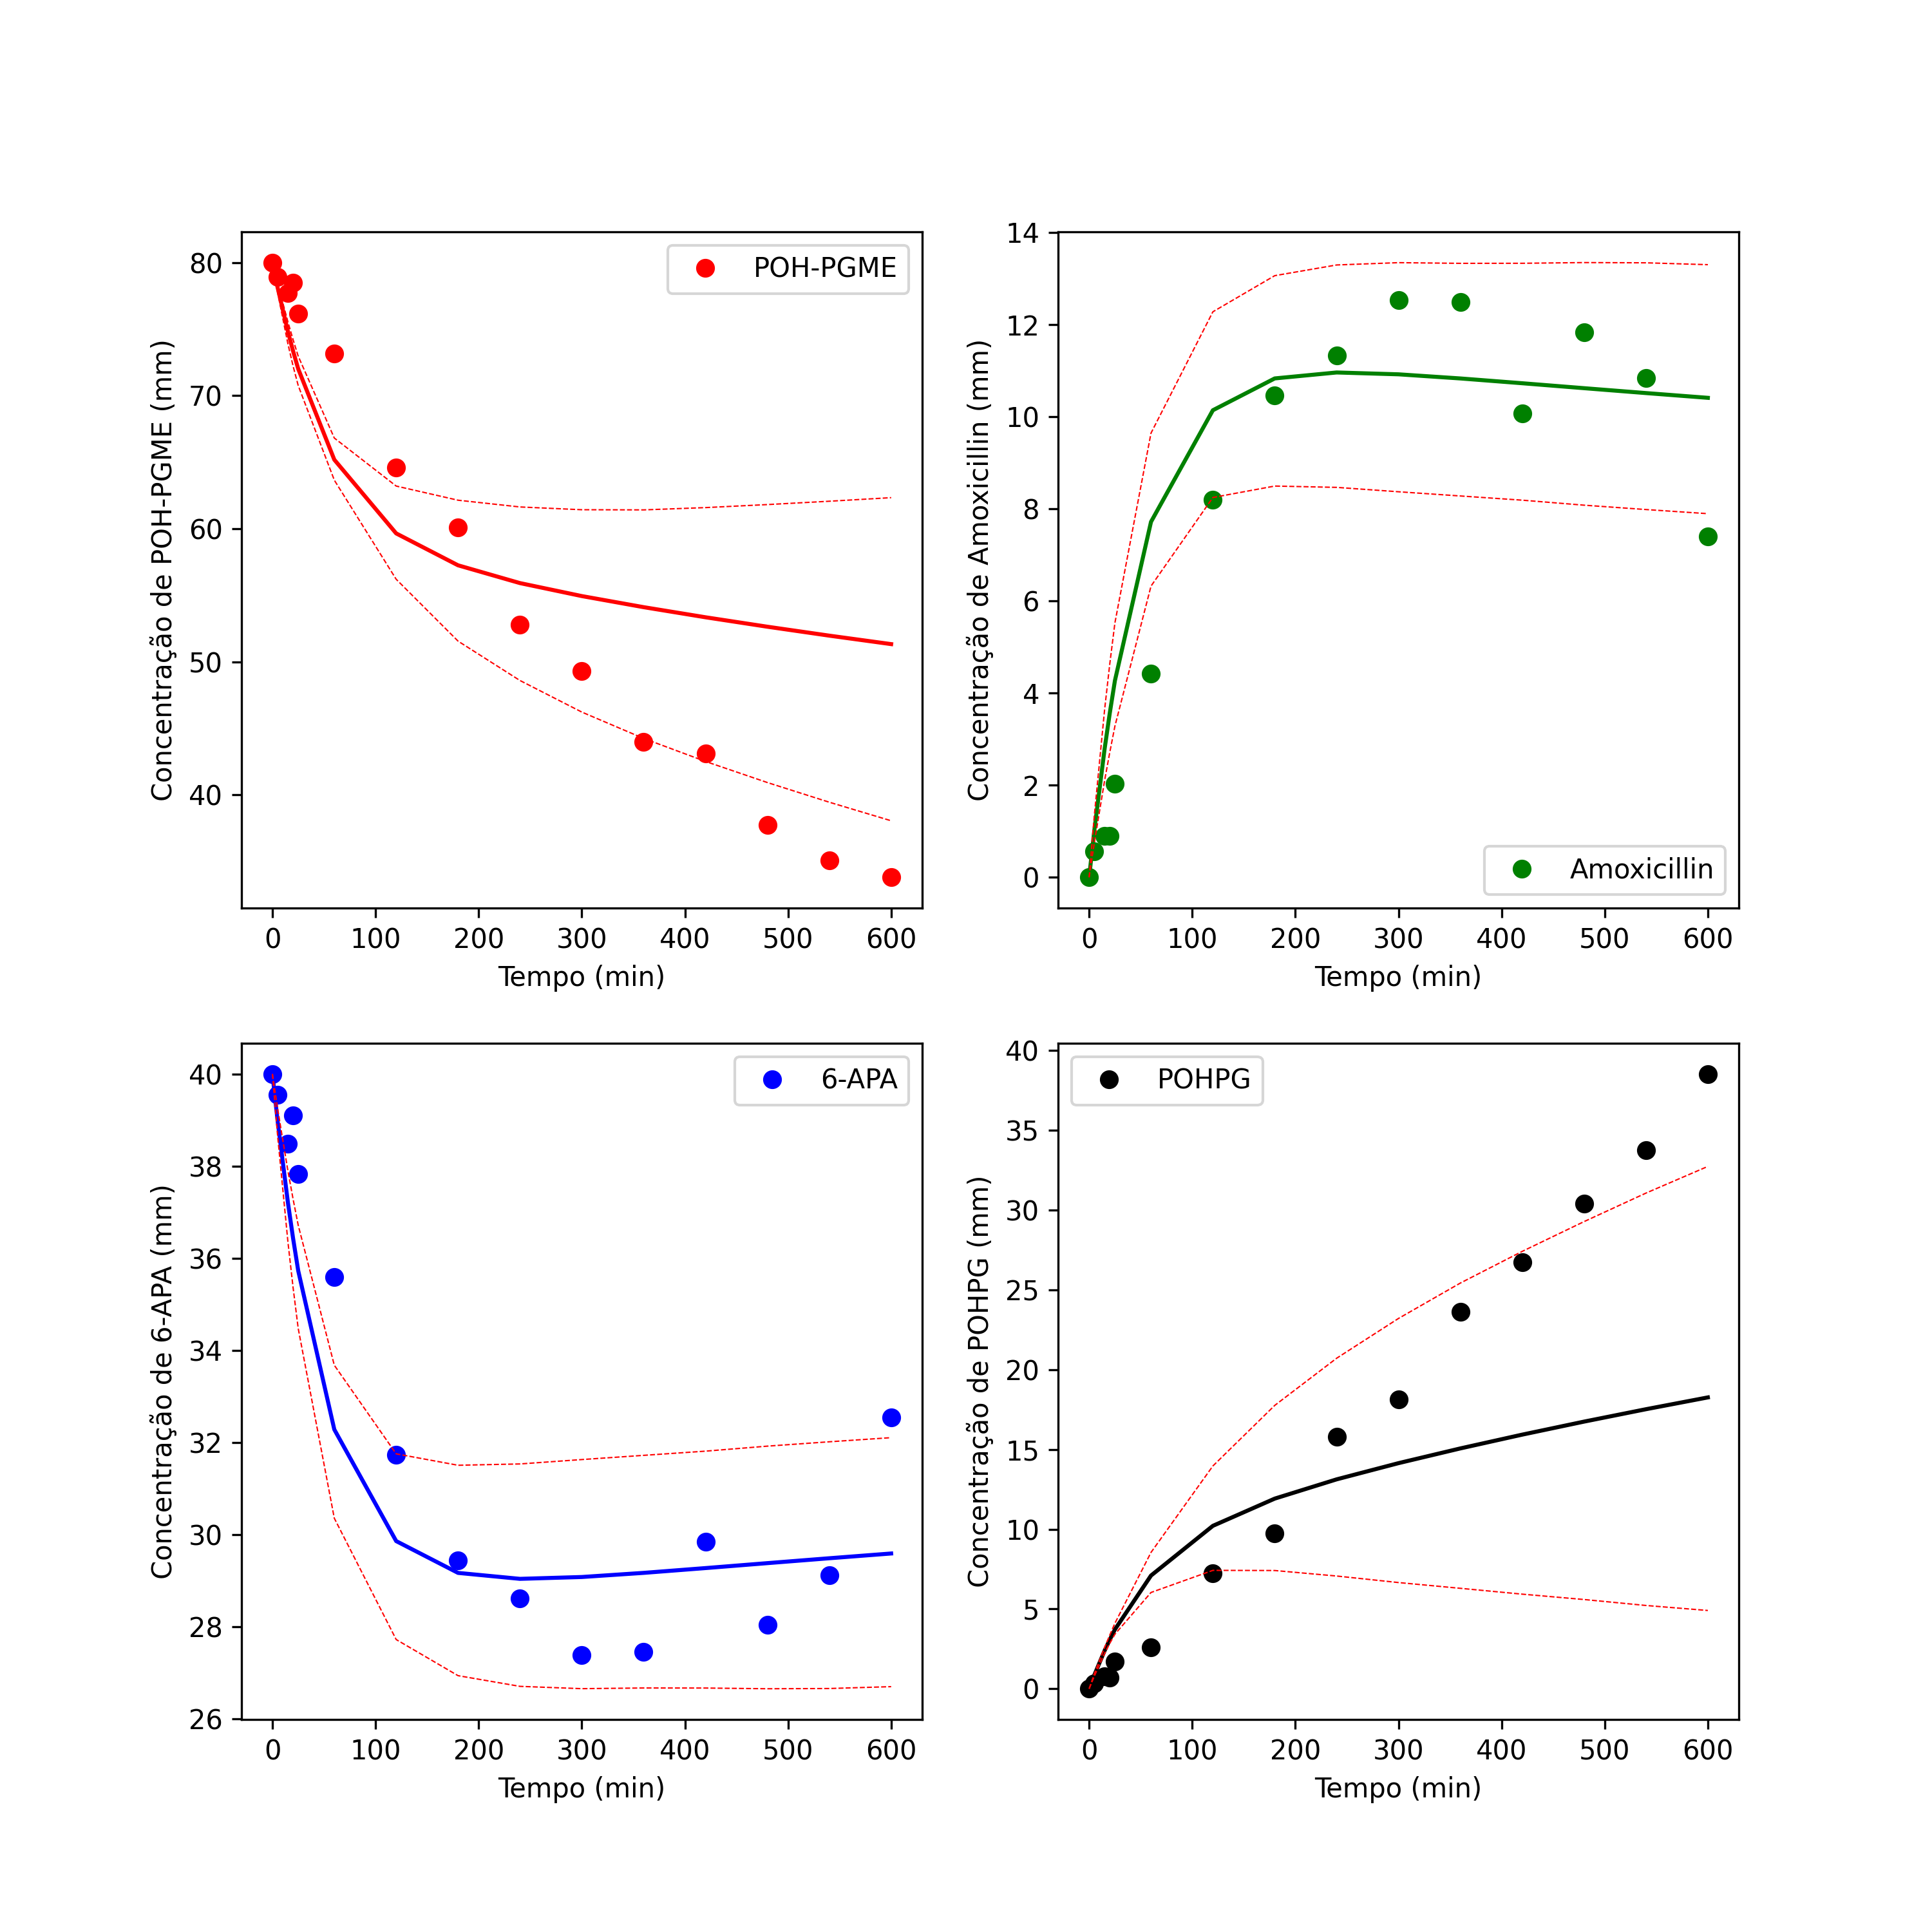 POH-PGME
80
70
60
50
40
Concentração de POH-PGME (mm)
0 100 200 300 400 500 600
Tempo (min)
Amoxicillin
14
12
10
8
6
4
2
0
Concentração de Amoxicillin (mm)
0 100 200 300 400 500 600
Tempo (min)
6-APA
40
38
36
34
32
30
28
26
Concentração de 6-APA (mm)
0 100 200 300 400 500 600
Tempo (min)
POHPG
40
35
30
25
20
15
10
5
0
Concentração de POHPG (mm)
0 100 200 300 400 500 600
Tempo (min)